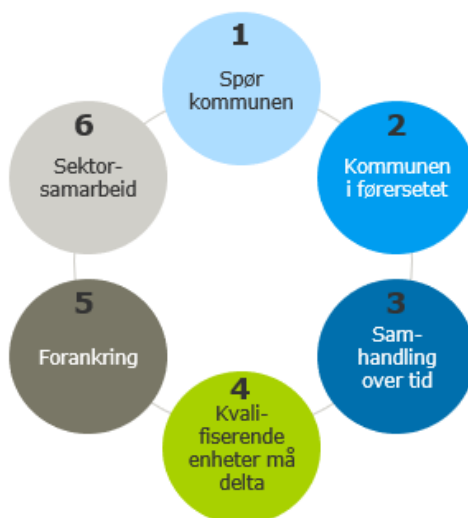 1
Spør
kommunen
2
Kommunen
i førersetet
3
Sam-
handling
over tid
4
Kvali-
fiserende
enheter må
delta
5
Forankring
6
Sektor-
samarbeid